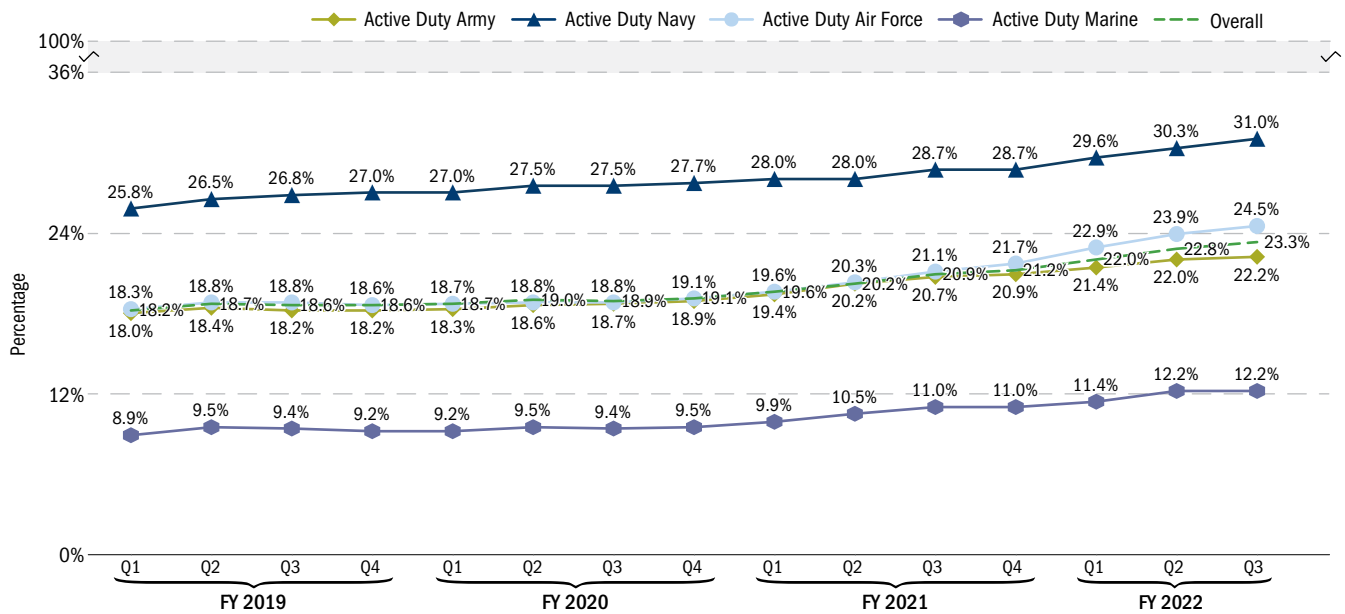 Active Duty Army Active Duty Navy Active Duty Air Force Active Duty Marine Overall
100%
36%
24%
12%
0%
Percentage
25.8% 26.5% 26.8% 27.0% 27.0% 27.5% 27.5% 27.7% 28.0% 28.0% 28.7% 28.7% 29.6% 30.3% 31.0%
18.3% 18.8% 18.8% 18.6% 18.7% 18.8% 18.8% 19.1% 19.6% 20.3% 21.1% 21.7% 22.9% 23.9% 24.5%
18.2% 18.7% 18.6% 18.6% 18.7% 19.0% 18.9% 19.1% 19.6% 20.2% 20.9% 21.2% 22.0% 22.8% 23.3%
18.0% 18.4% 18.2% 18.2% 18.3% 18.6% 18.7% 18.9% 19.4% 20.2% 20.7% 20.9% 21.4% 22.0% 22.2%
8.9% 9.5% 9.4% 9.2% 9.2% 9.5% 9.4% 9.5% 9.9% 10.5% 11.0% 11.0% 11.4% 12.2% 12.2%
Q1 Q2 Q3 Q4 Q1 Q2 Q3 Q4 Q1 Q2 Q3 Q4 Q1 Q2 Q3
FY 2019 FY 2020 FY 2021 FY 2022